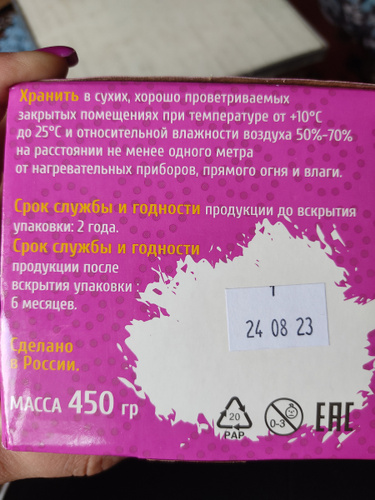 Хранить в сухих, хорошо проветриваемых
закрытых помещениях при температуре от +10°С
до 25°С и относительной влажности воздуха 50%-70%
на расстоянии не менее одного метра
от нагревательных приборов, прямого огня и влаги.
Срок службы и годности продукции до вскрытия
упаковки: 2 года.
Срок службы и годности
продукции после
вскрытия упаковки :
6 месяцев.
24 08 23
Сделано
в России.
МАССА 450 гр
20
PAP
0-3
EAC